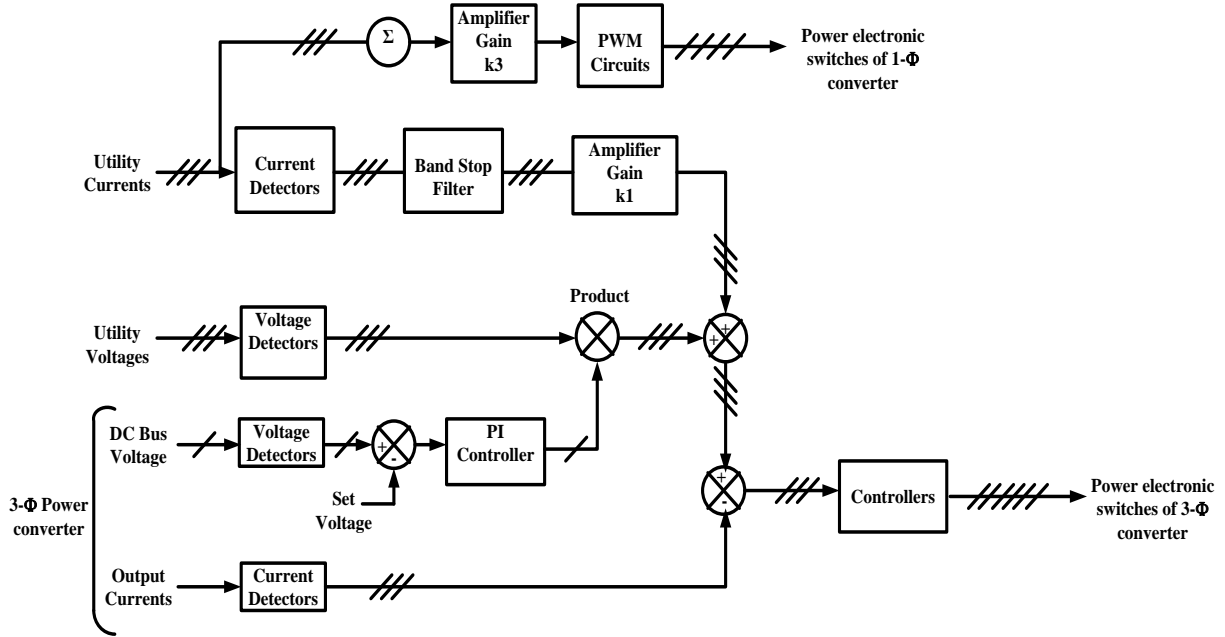 Σ
Amplifier
Gain
k3
PWM
Circuits
Power electronic
switches of 1-Φ
converter
Utility
Currents
Current
Detectors
Band Stop
Filter
Amplifier
Gain
k1
Product
Utility
Voltages
Voltage
Detectors
+
+
3-Φ Power
converter
DC Bus
Voltage
Voltage
Detectors
+
-
Set
Voltage
PI
Controller
+
-
Controllers
Power electronic
switches of 3-Φ
converter
Output
Currents
Current
Detectors